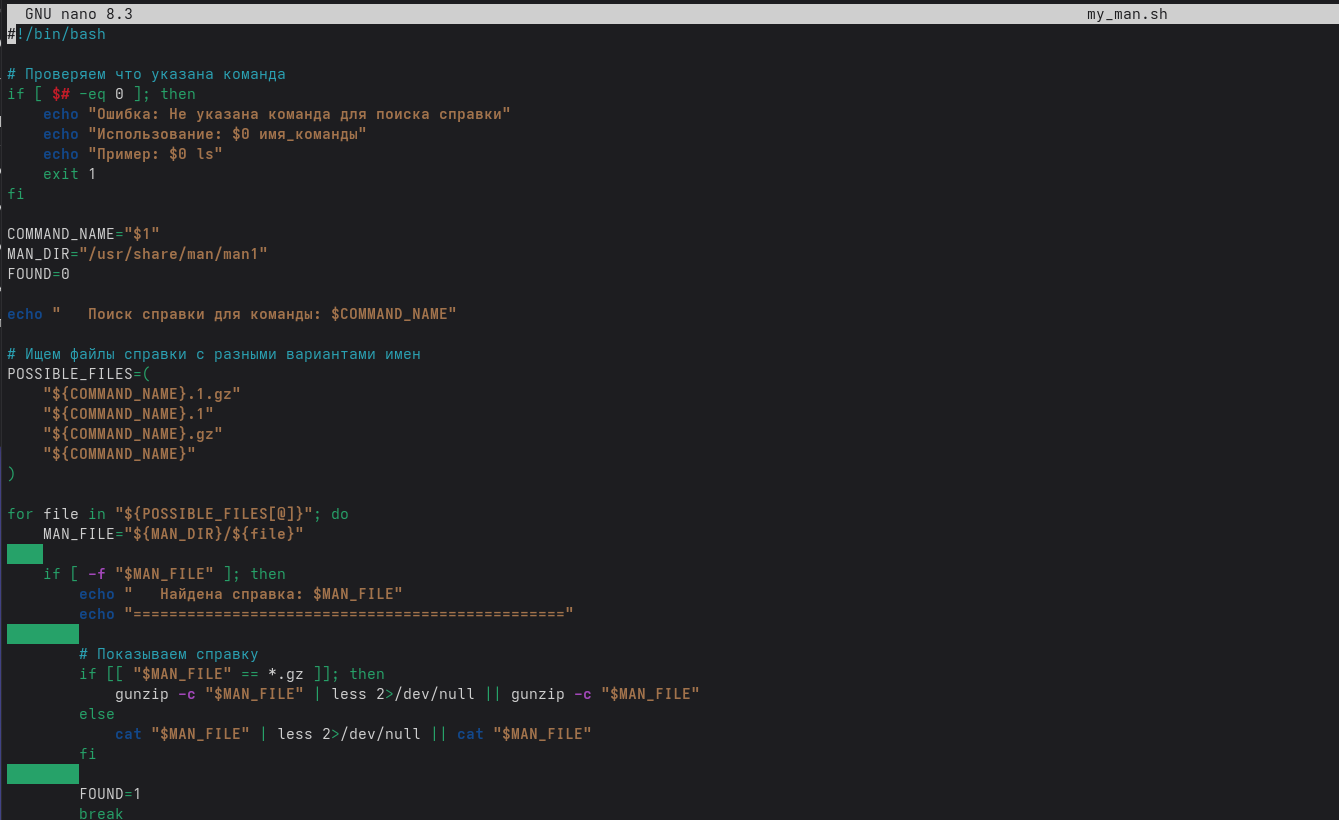 GNU nano 8.3 my_man.sh
#!/bin/bash
# Проверяем что указана команда
if [ $# -eq 0 ]; then
    echo "Ошибка: Не указана команда для поиска справки"
    echo "Использование: $0 имя_команды"
    echo "Пример: $0 ls"
    exit 1
fi
COMMAND_NAME="$1"
MAN_DIR="/usr/share/man/man1"
FOUND=0
echo "   Поиск справки для команды: $COMMAND_NAME"
# Ищем файлы справки с разными вариантами имен
POSSIBLE_FILES=(
    "${COMMAND_NAME}.1.gz"
    "${COMMAND_NAME}.1"
    "${COMMAND_NAME}.gz"
    "${COMMAND_NAME}"
)
for file in "${POSSIBLE_FILES[@]}"; do
    MAN_FILE="${MAN_DIR}/${file}"
    if [ -f "$MAN_FILE" ]; then
        echo "   Найдена справка: $MAN_FILE"
        echo "================================================"
        # Показываем справку
        if [[ "$MAN_FILE" == *.gz ]]; then
            gunzip -c "$MAN_FILE" | less 2>/dev/null || gunzip -c "$MAN_FILE"
        else
            cat "$MAN_FILE" | less 2>/dev/null || cat "$MAN_FILE"
        fi
        FOUND=1
        break